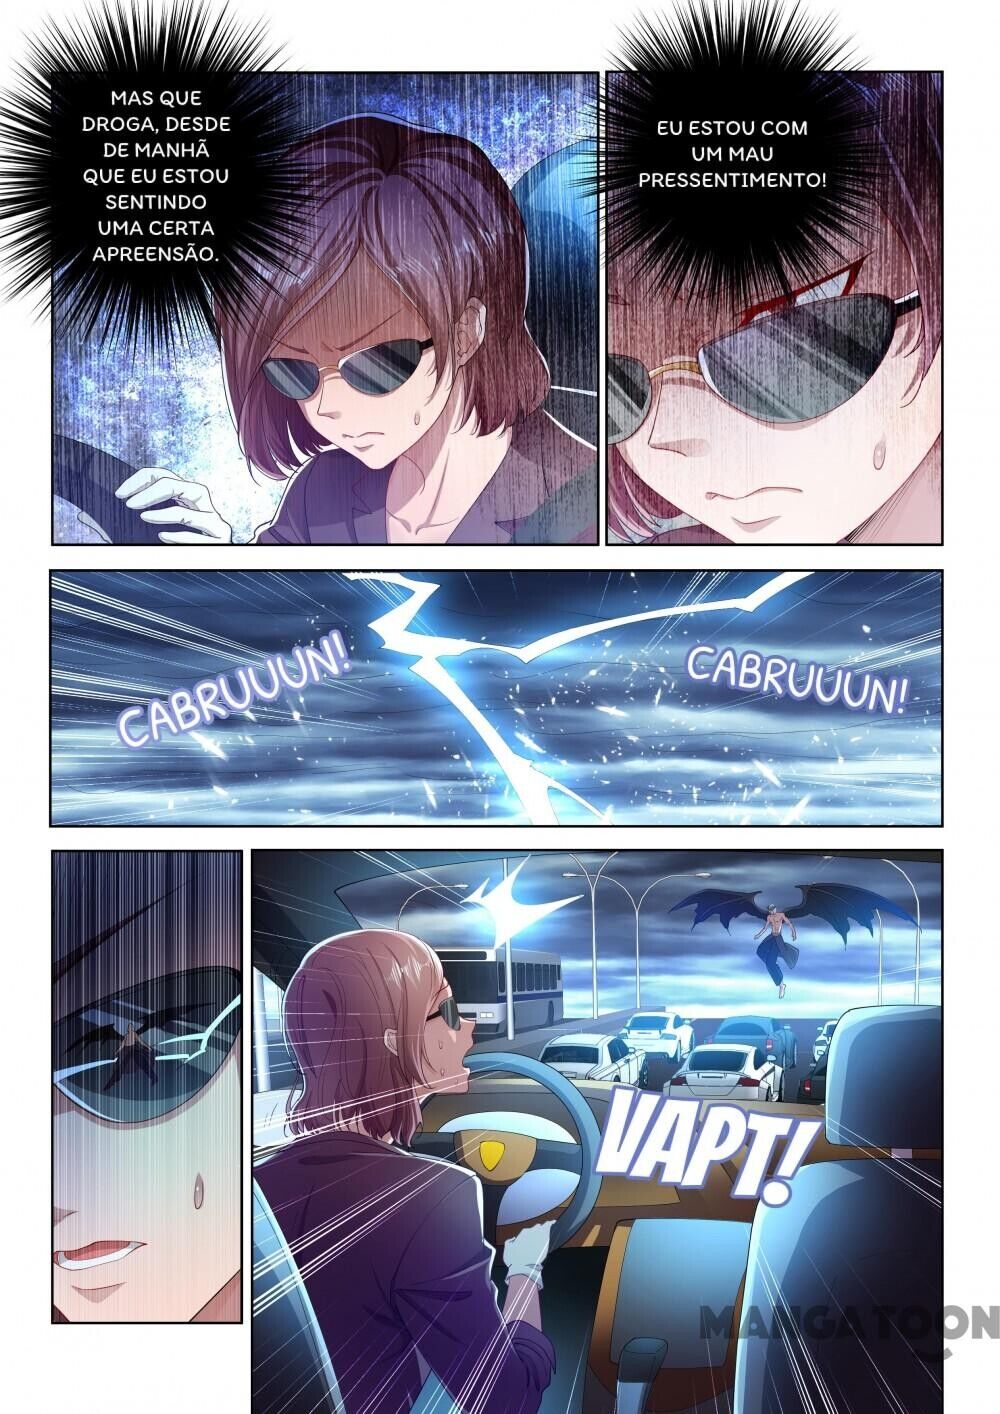 MAS QUE
DROGA, DESDE
DE MANHÃ
QUE EU ESTOU
SENTINDO
UMA CERTA
APREENSÃO.
EU ESTOU COM
UM MAU
PRESSENTIMENTO!
CABRUUUN!
CABRUUUN!
VAPT!
MANGATOON